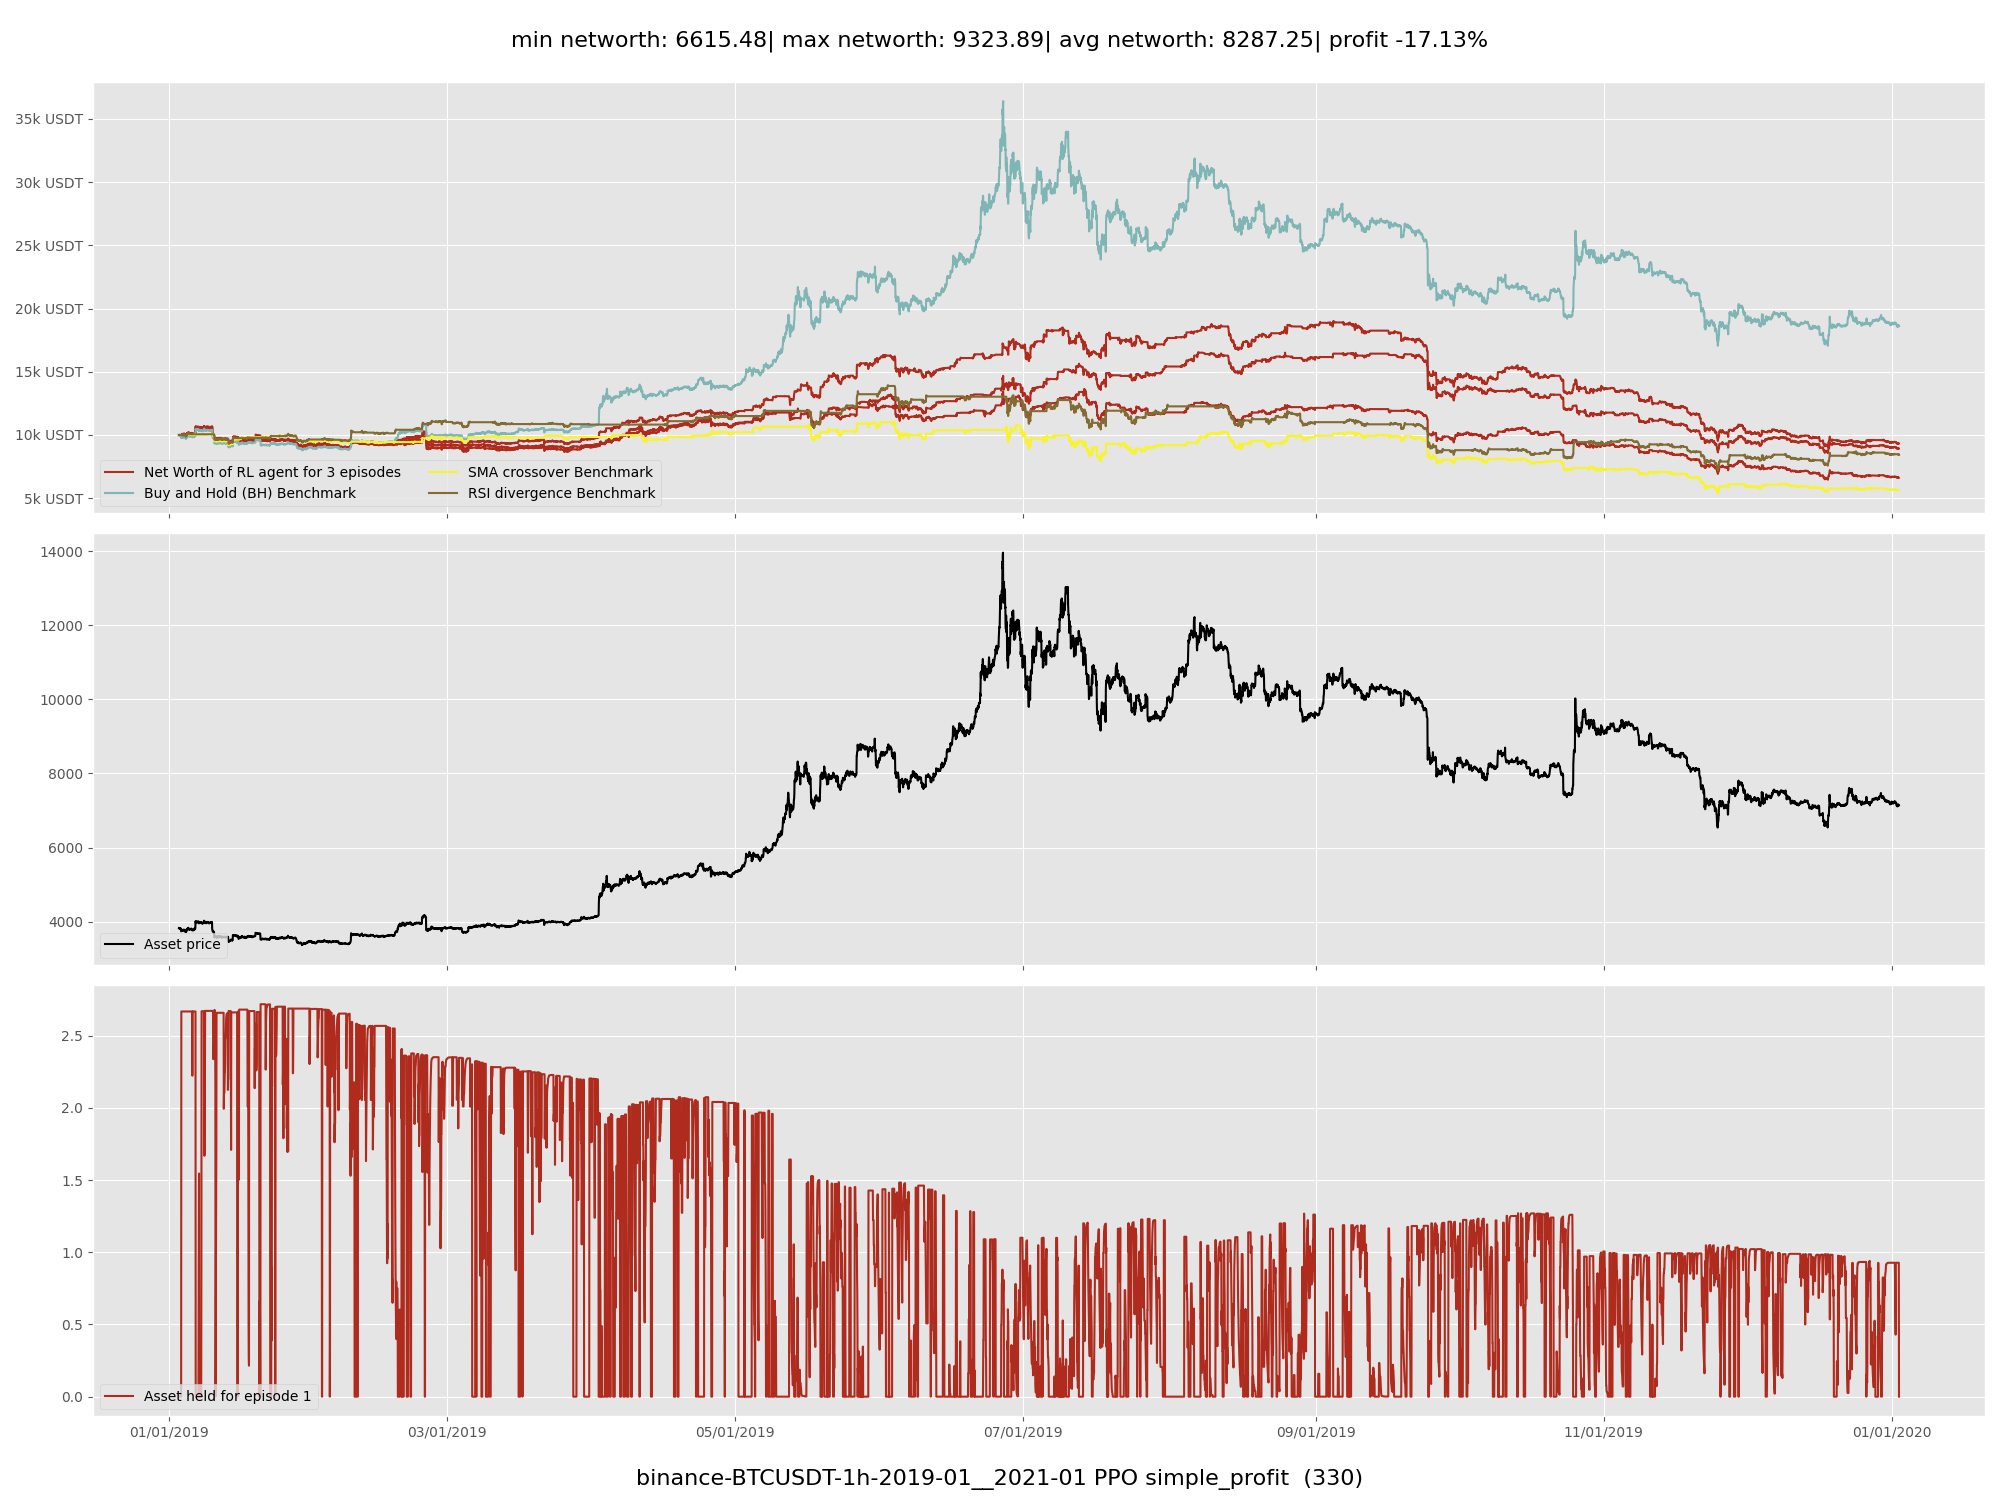 min networth: 6615.48| max networth: 9323.89| avg networth: 8287.25| profit -17.13%
35k USDT
30k USDT
25k USDT
20k USDT
15k USDT
10k USDT
5k USDT
Net Worth of RL agent for 3 episodes
Buy and Hold (BH) Benchmark
SMA crossover Benchmark
RSI divergence Benchmark
14000
12000
10000
8000
6000
4000
Asset price
2.5
2.0
1.5
1.0
0.5
0.0
Asset held for episode 1
01/01/2019 03/01/2019 05/01/2019 07/01/2019 09/01/2019 11/01/2019 01/01/2020
binance-BTCUSDT-1h-2019-01__2021-01 PPO simple_profit (330)